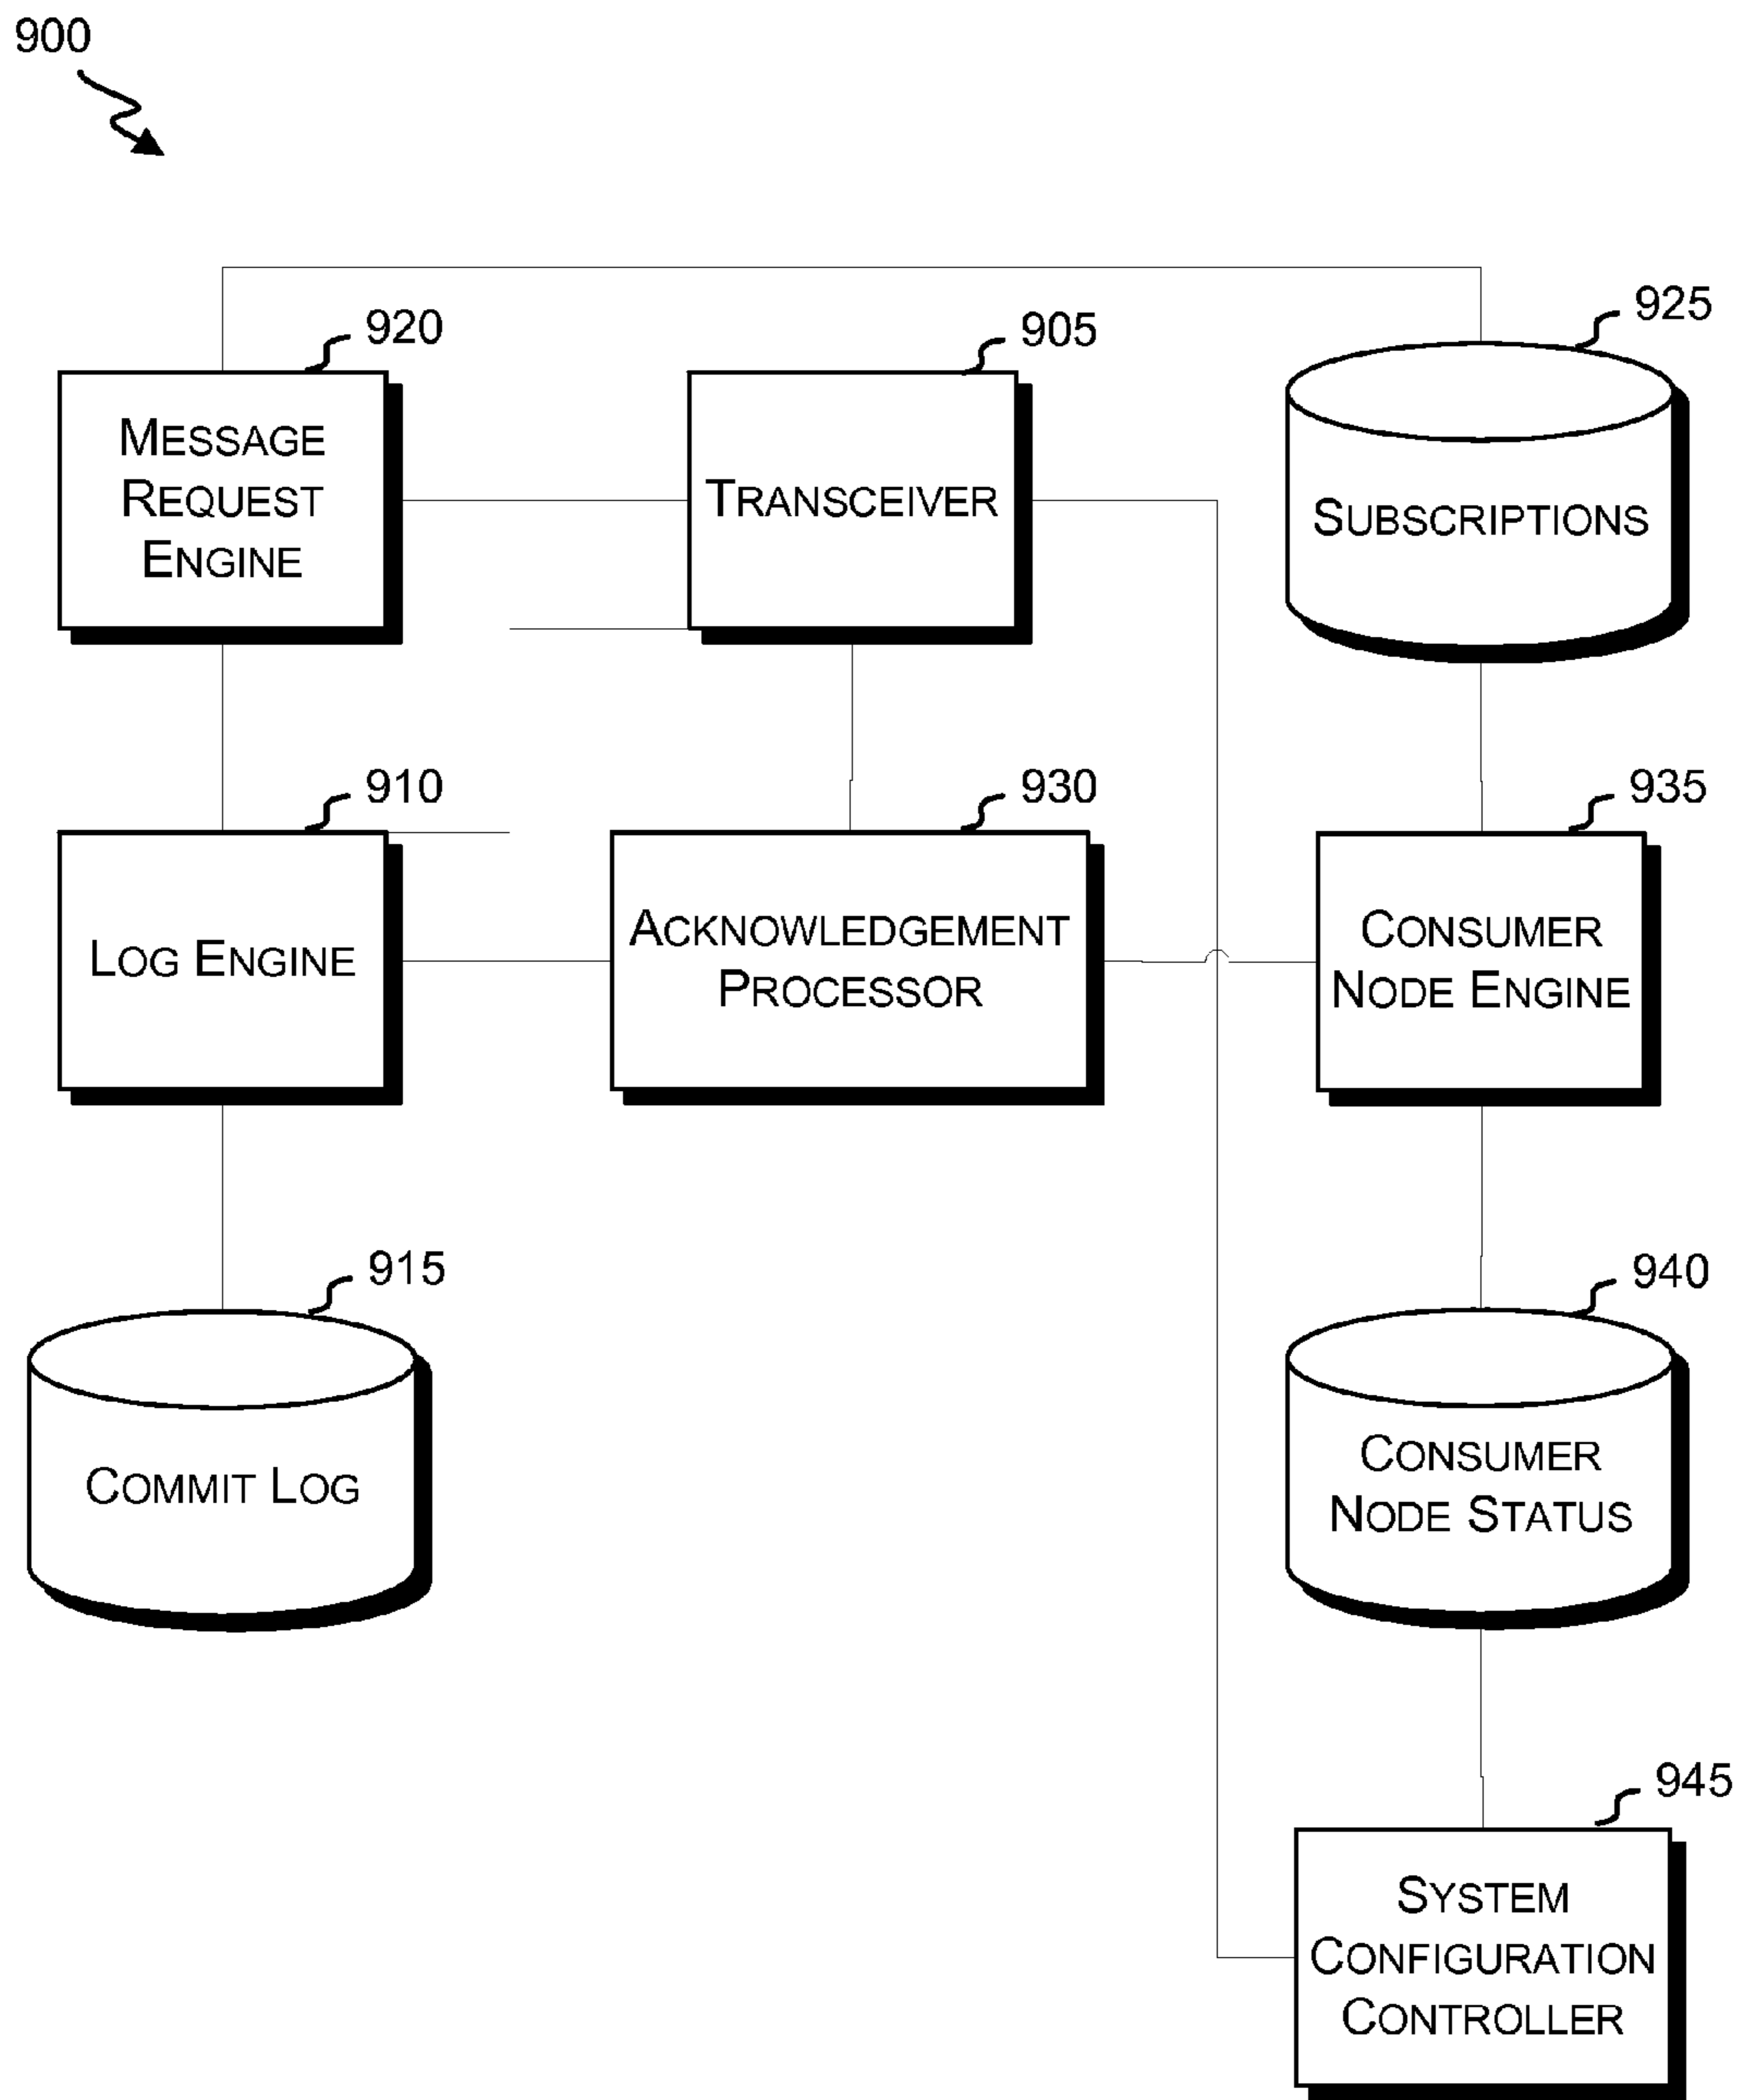 900
920
MESSAGE
REQUEST
ENGINE
905
TRANSCEIVER
925
SUBSCRIPTIONS
910
LOG ENGINE
930
ACKNOWLEDGEMENT
PROCESSOR
935
CONSUMER
NODE ENGINE
915
COMMIT LOG
940
CONSUMER
NODE STATUS
945
SYSTEM
CONFIGURATION
CONTROLLER